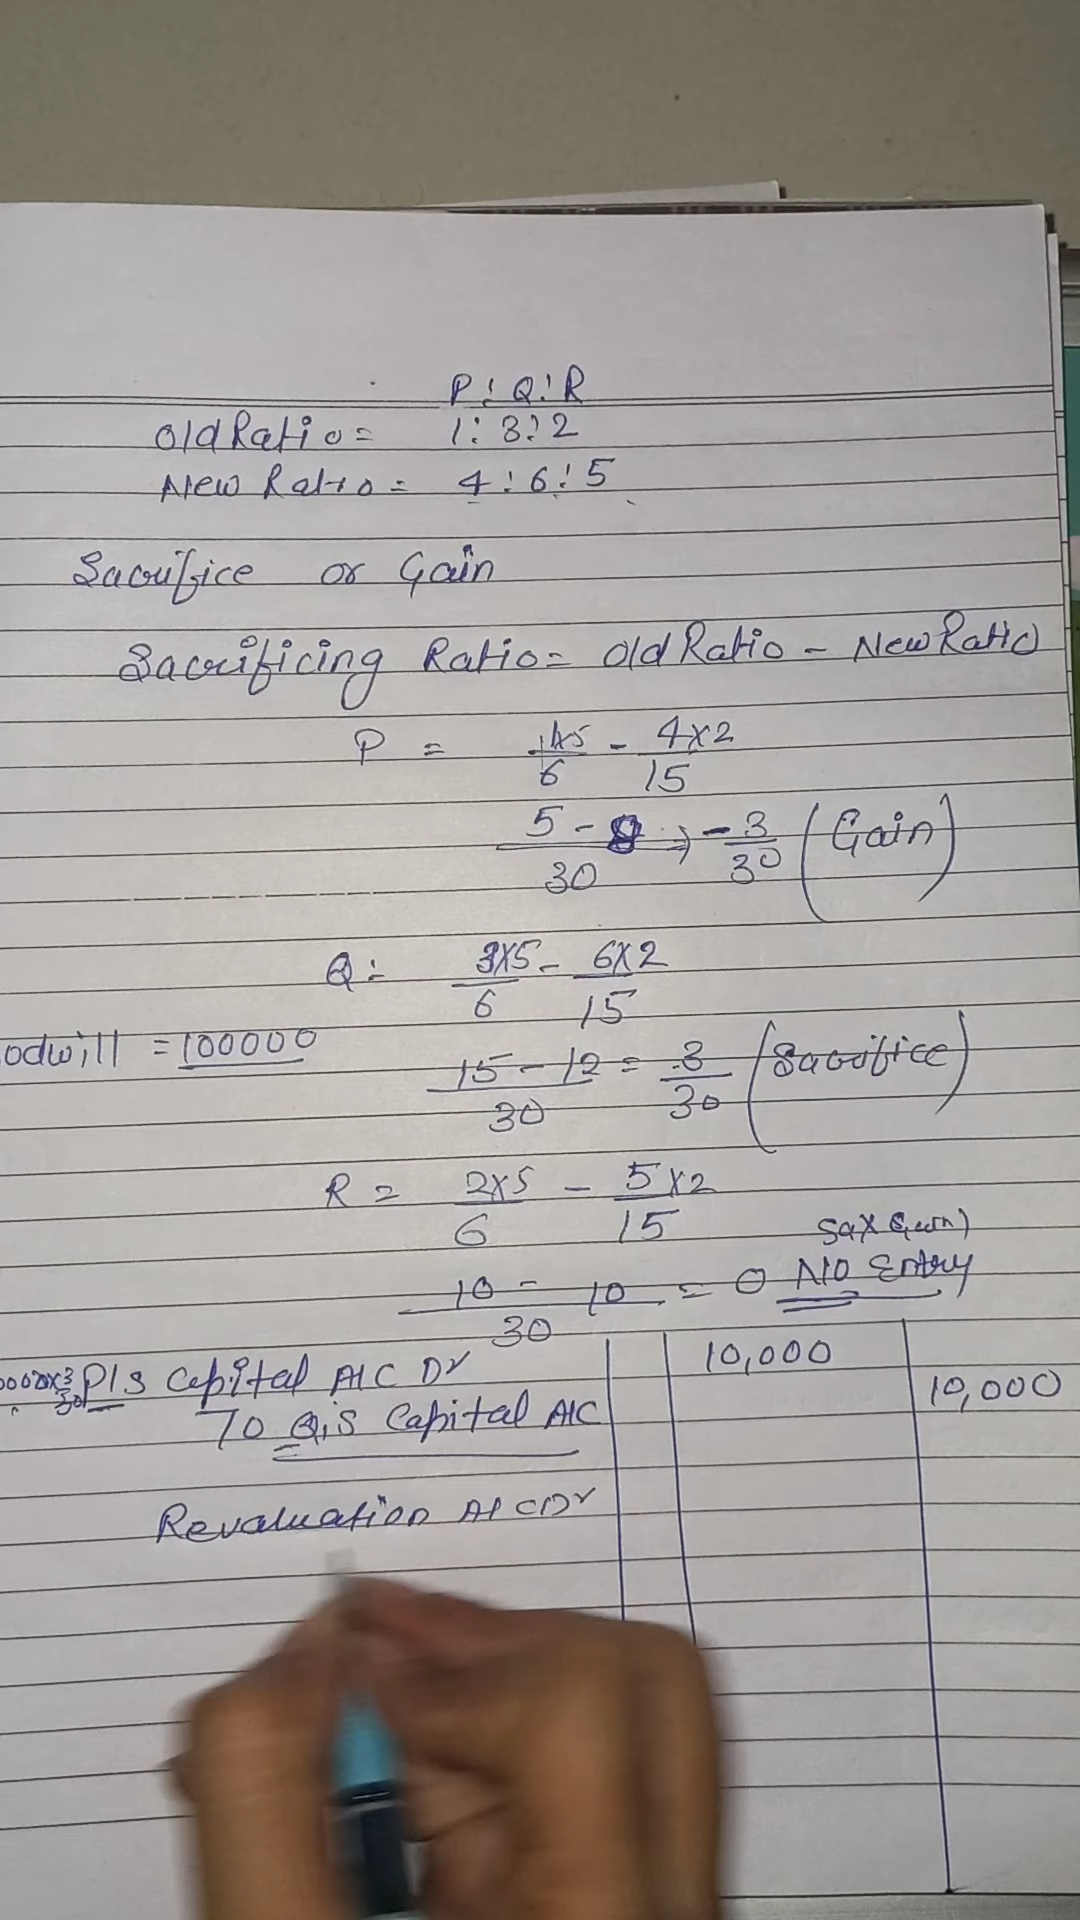 P : Q : R
Old Ratio = 1 : 3 : 2
New Ratio = 4 : 6 : 5
Sacrifice or Gain
Sacrificing Ratio = Old Ratio - New Ratio
P = 1x5/6 - 4x2/15
5 - 8/30 ⇒ -3/30 (Gain)
Q = 3x5/6 - 6x2/15
odwill = 100000
15 - 12/30 = 3/30 (Sacrifice)
R = 2x5/6 - 5x2/15
10 - 10/30 = 0 No Entry
P's Capital A/C Dr 10,000
To Q's Capital A/C 10,000
Revaluation A/C Dr